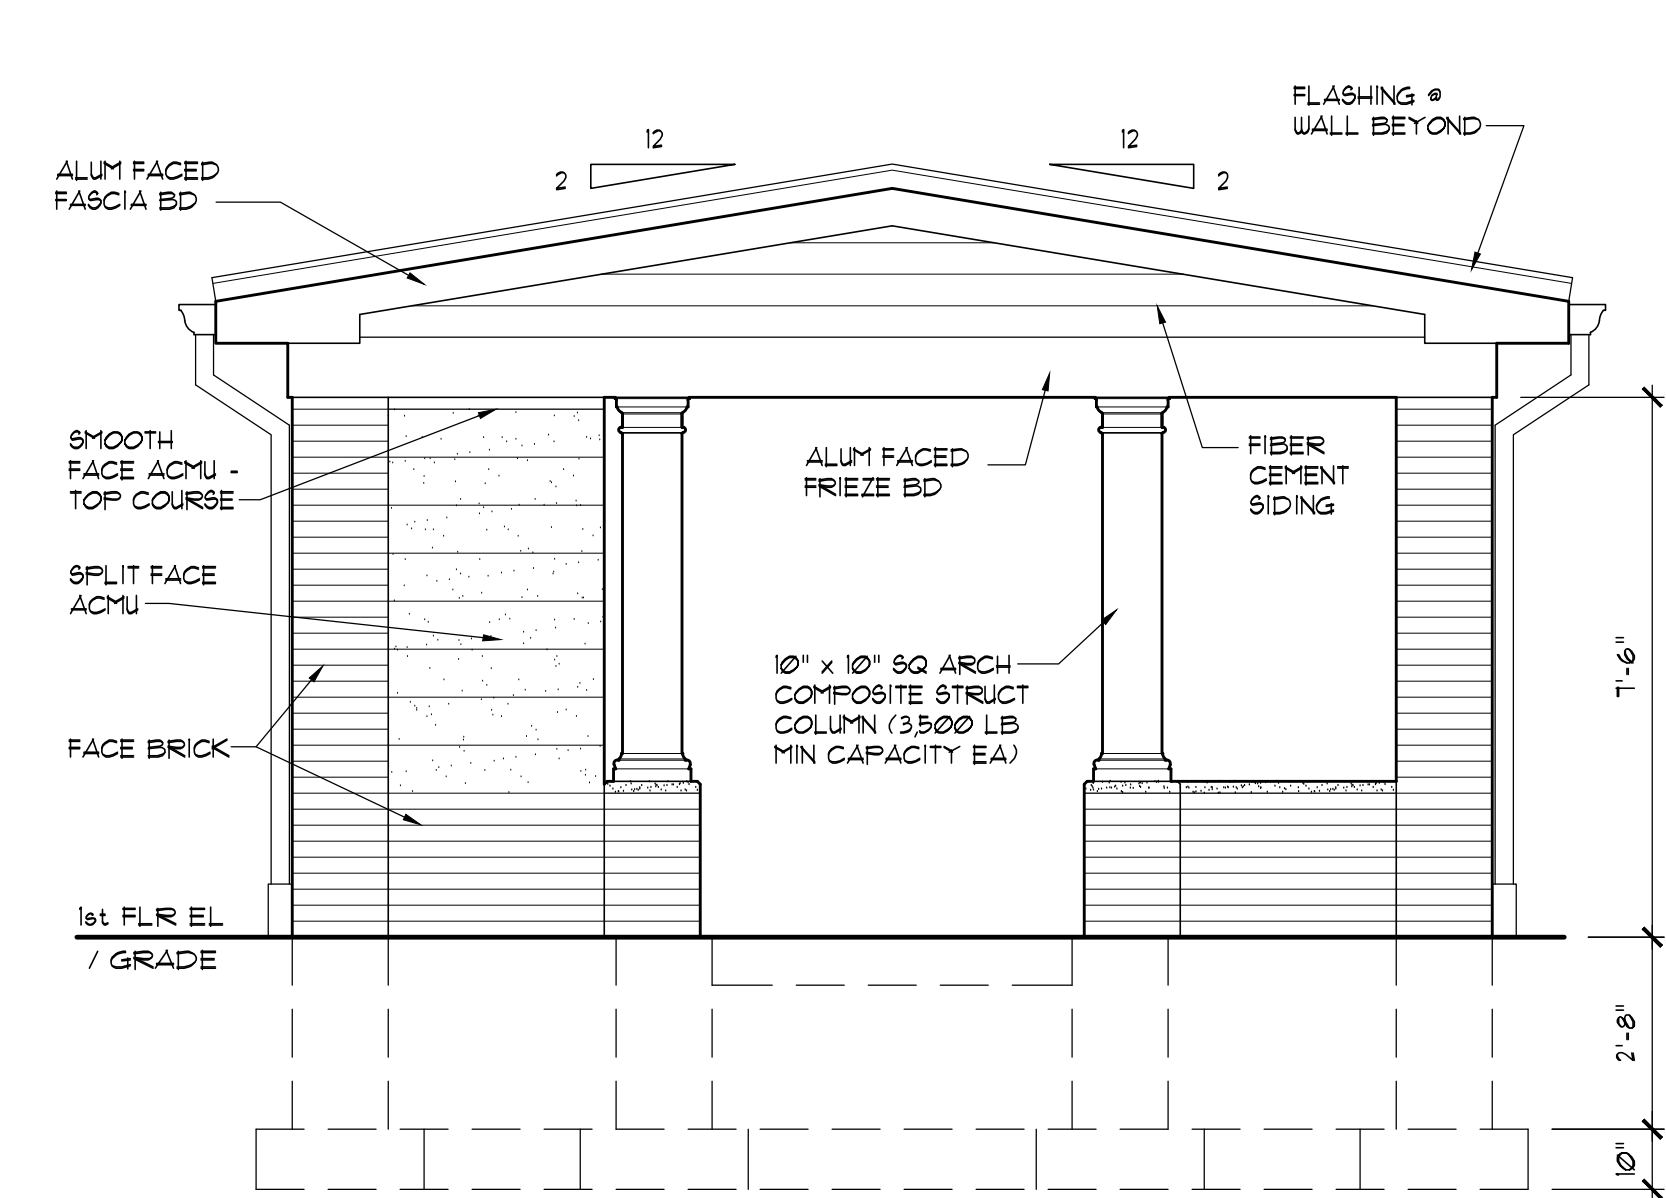 FLASHING @
WALL BEYOND
12
12
2
2
ALUM FACED
FASCIA BD
SMOOTH
FACE ACMU -
TOP COURSE
ALUM FACED
FRIEZE BD
FIBER
CEMENT
SIDING
SPLIT FACE
ACMU
10" x 10" SQ ARCH
COMPOSITE STRUCT
COLUMN (3,500 LB
MIN CAPACITY EA)
FACE BRICK
7'-6"
1st FLR EL
/ GRADE
2'-8"
10"